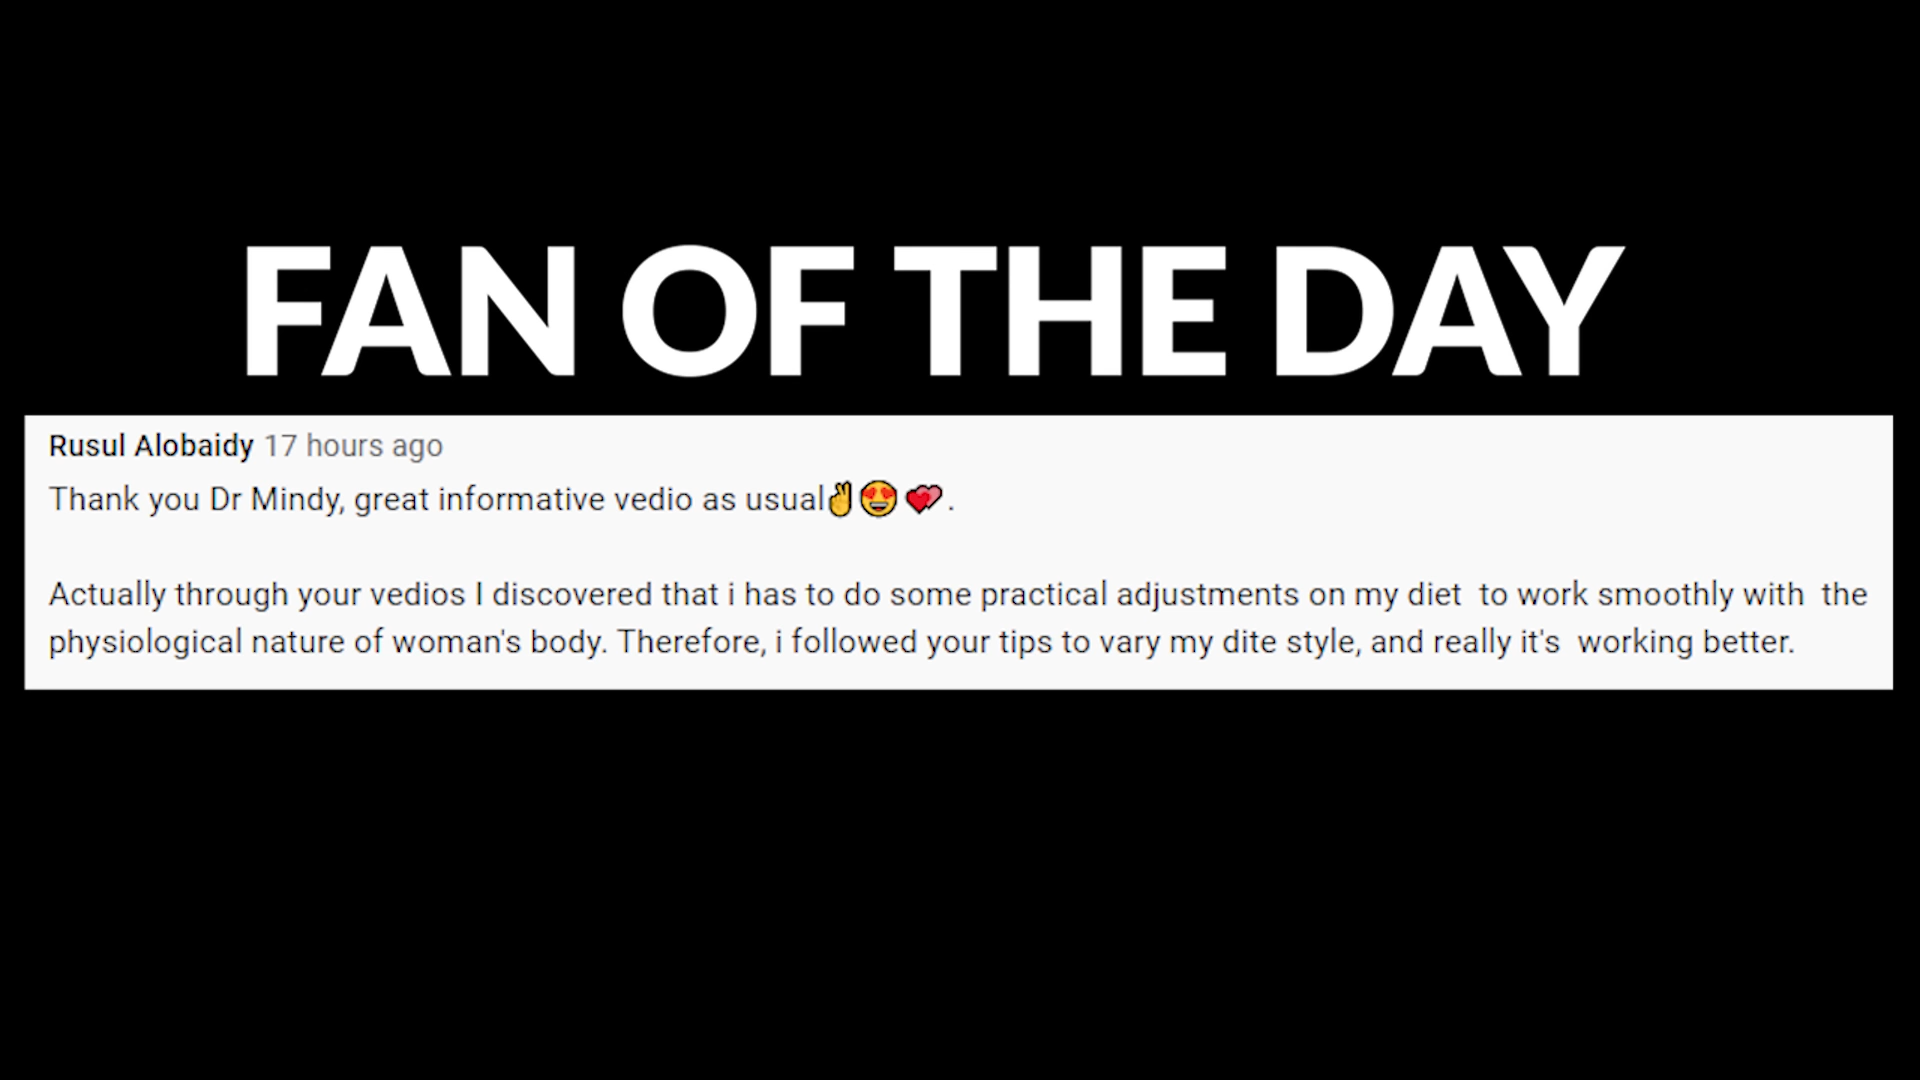 FAN OF THE DAY
Rusul Alobaidy 17 hours ago
Thank you Dr Mindy, great informative vedio as usual✌😍💕.
Actually through your vedios I discovered that i has to do some practical adjustments on my diet  to work smoothly with  the
physiological nature of woman's body. Therefore, i followed your tips to vary my dite style, and really it's  working better.